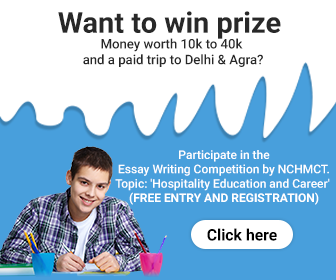 Want to win prize
Money worth 10k to 40k
and a paid trip to Delhi & Agra?
Participate in the
Essay Writing Competition by NCHMCT.
Topic: 'Hospitality Education and Career'
(FREE ENTRY AND REGISTRATION)
Click here